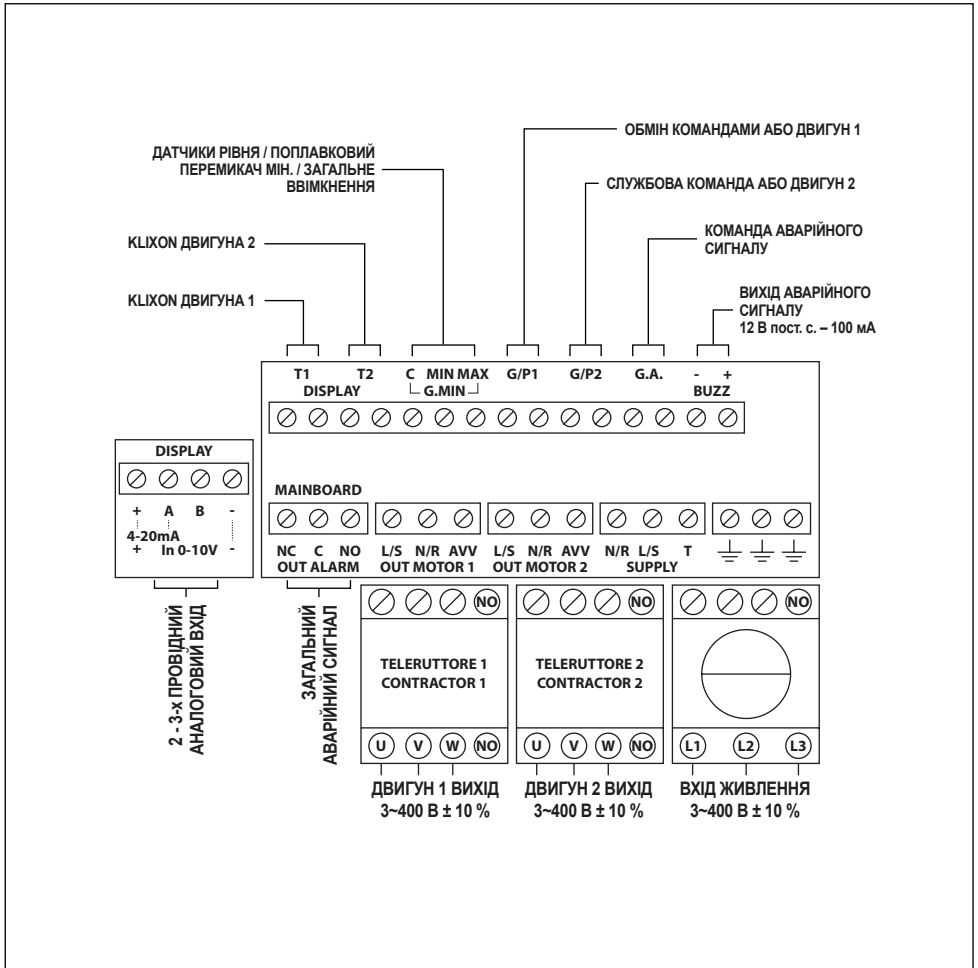 ОБМІН КОМАНДАМИ АБО ДВИГУН 1
ДАТЧИКИ РІВНЯ / ПОПЛАВКОВИЙ
ПЕРЕМИКАЧ МІН. / ЗАГАЛЬНЕ
ВВІМКНЕННЯ
СЛУЖБОВА КОМАНДА АБО ДВИГУН 2
KLIXON ДВИГУНА 2
КОМАНДА АВАРІЙНОГО
СИГНАЛУ
KLIXON ДВИГУНА 1
ВИХІД АВАРІЙНОГО
СИГНАЛУ
12 В пост. с. – 100 мА
T1 T2 C MIN MAX G/P1 G/P2 G.A. - +
DISPLAY G.MIN BUZZ
DISPLAY
+ A B -
4-20mA
+ In 0-10V -
2 - 3-х ПРОВІДНИЙ
АНАЛОГОВИЙ ВХІД
MAINBOARD
NC C NO L/S N/R AVV L/S N/R AVV N/R L/S T
OUT ALARM OUT MOTOR 1 OUT MOTOR 2 SUPPLY
ЗАГАЛЬНИЙ
АВАРІЙНИЙ СИГНАЛ
NO NO NO
TELERUTTORE 1
CONTRACTOR 1
TELERUTTORE 2
CONTRACTOR 2
U V W NO U V W NO L1 L2 L3
ДВИГУН 1 ВИХІД
3~400 В ± 10 %
ДВИГУН 2 ВИХІД
3~400 В ± 10 %
ВХІД ЖИВЛЕННЯ
3~400 В ± 10 %